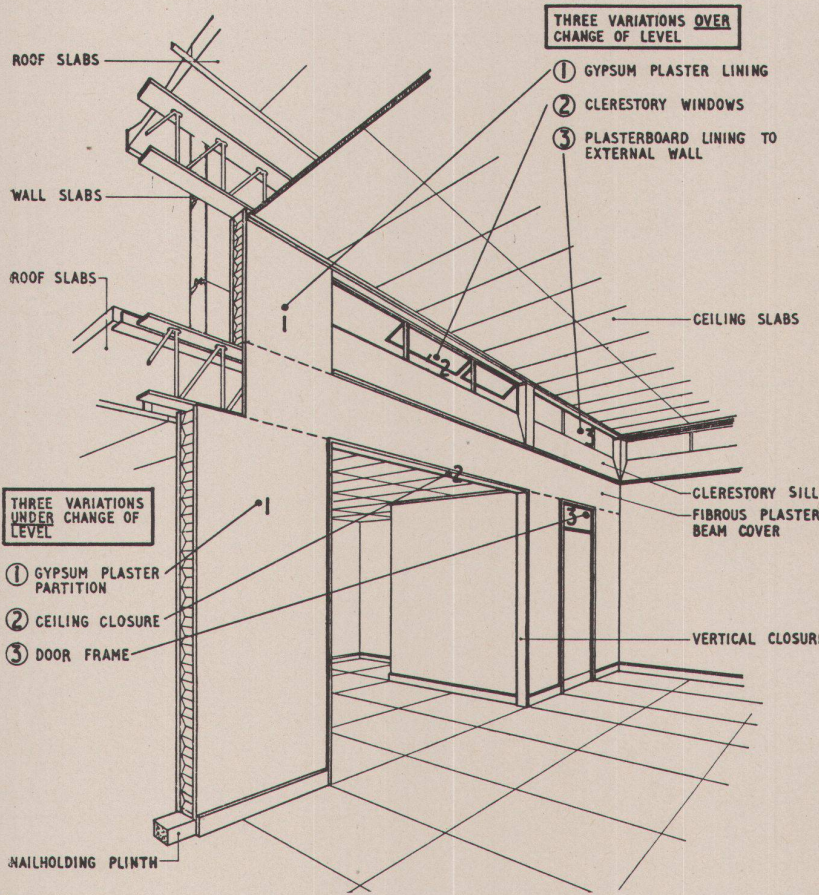 THREE VARIATIONS OVER
CHANGE OF LEVEL
① GYPSUM PLASTER LINING
② CLERESTORY WINDOWS
③ PLASTERBOARD LINING TO
EXTERNAL WALL
ROOF SLABS
WALL SLABS
ROOF SLABS
1
2
3
CEILING SLABS
THREE VARIATIONS
UNDER CHANGE OF
LEVEL
① GYPSUM PLASTER
PARTITION
② CEILING CLOSURE
③ DOOR FRAME
1
2
3
CLERESTORY SILL
FIBROUS PLASTER
BEAM COVER
VERTICAL CLOSURE
NAILHOLDING PLINTH